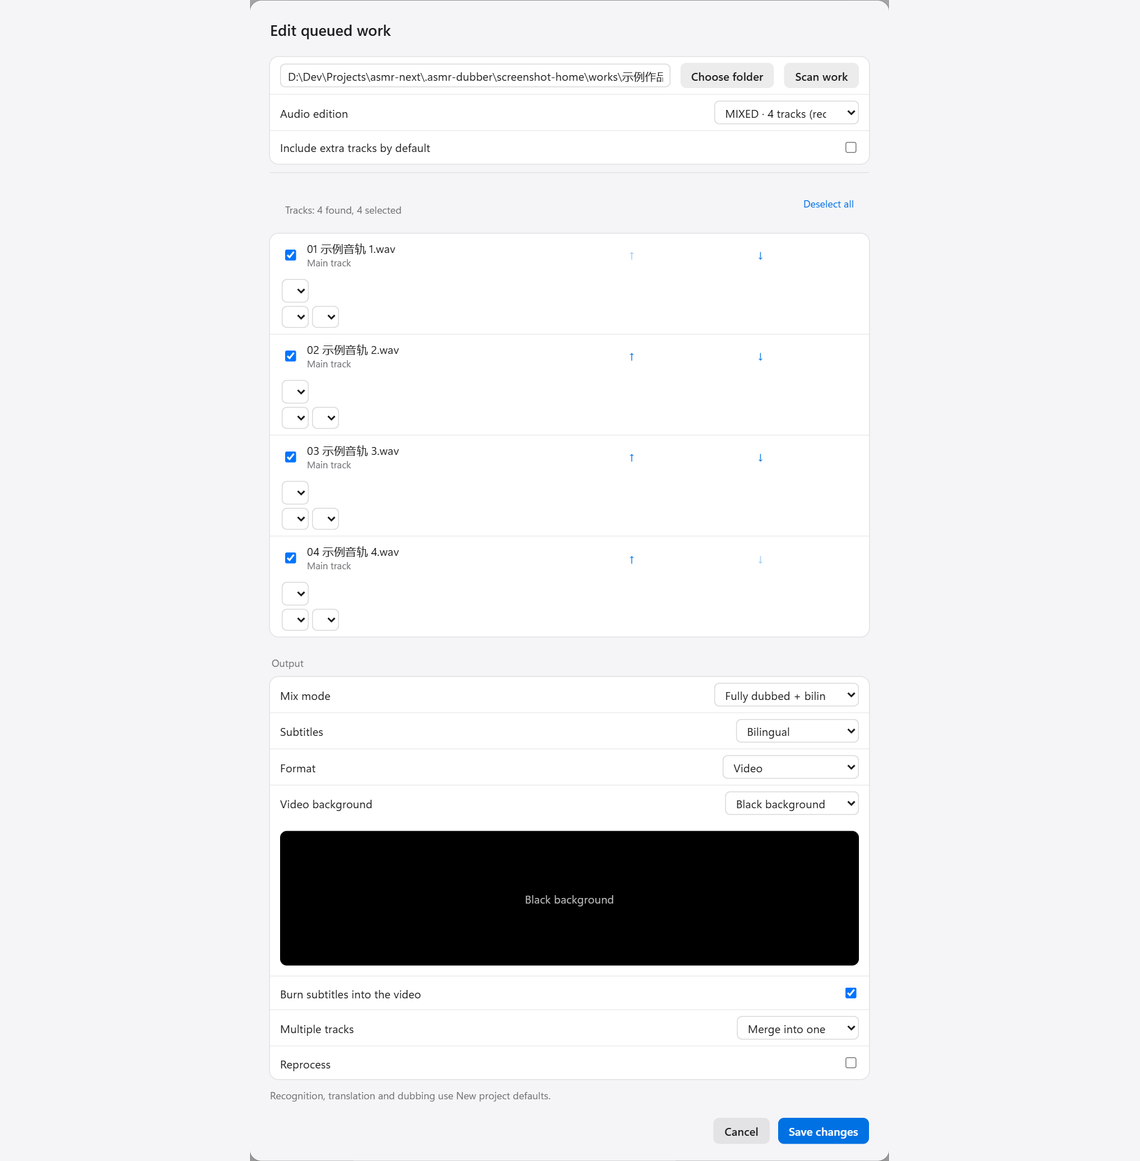 Edit queued work
D:\Dev\Projects\asmr-next\.asmr-dubber\screenshot-home\works\示例作品
Choose folder
Scan work
Audio edition
MIXED · 4 tracks (rec
Include extra tracks by default
Tracks: 4 found, 4 selected
Deselect all
01 示例音轨 1.wav
↑
↓
Main track
02 示例音轨 2.wav
↑
↓
Main track
03 示例音轨 3.wav
↑
↓
Main track
04 示例音轨 4.wav
↑
↓
Main track
Output
Mix mode
Fully dubbed + bilin
Subtitles
Bilingual
Format
Video
Video background
Black background
Black background
Burn subtitles into the video
Multiple tracks
Merge into one
Reprocess
Recognition, translation and dubbing use New project defaults.
Cancel
Save changes